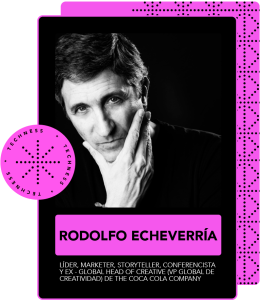 TECHNESS • TECHNESS • TECHNESS •
RODOLFO ECHEVERRÍA
LÍDER, MARKETER, STORYTELLER, CONFERENCISTA
Y EX - GLOBAL HEAD OF CREATIVE (VP GLOBAL DE
CREATIVIDAD) DE THE COCA COLA COMPANY